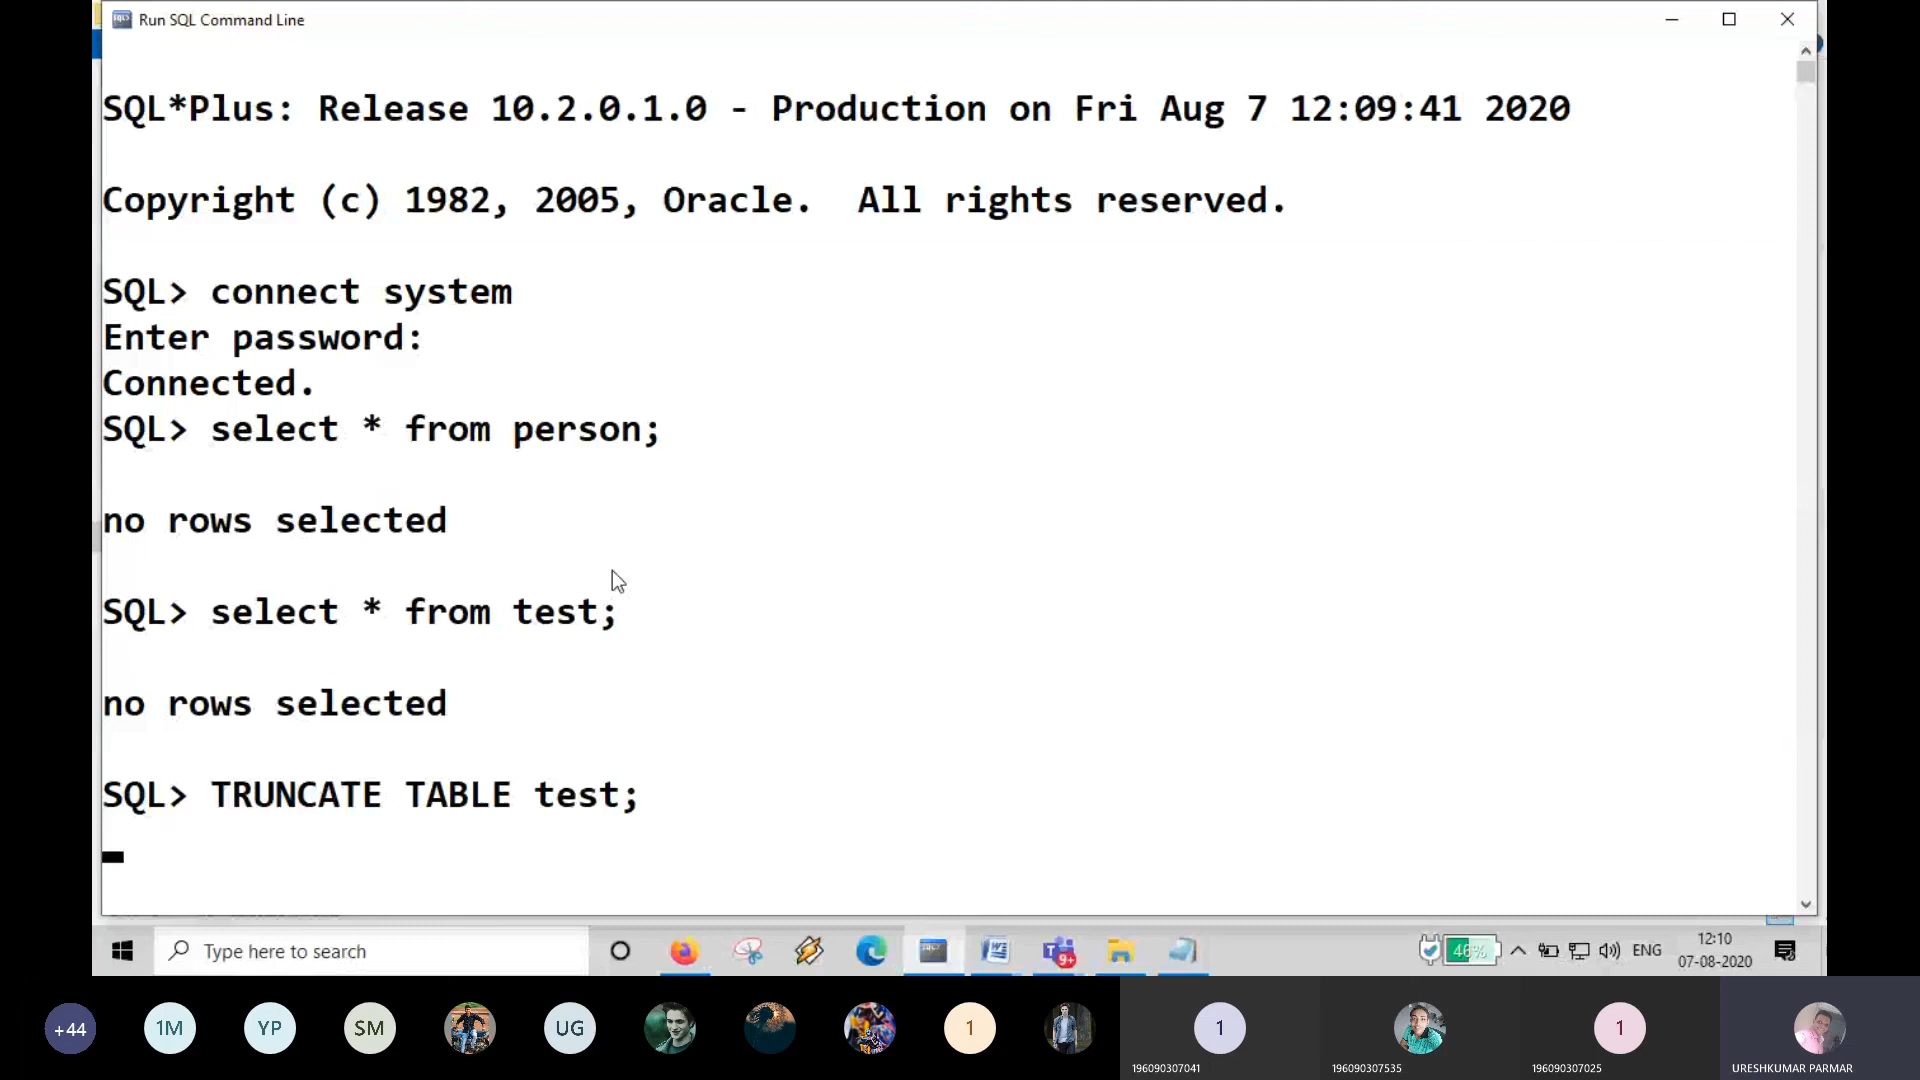 Run SQL Command Line
SQL*Plus: Release 10.2.0.1.0 - Production on Fri Aug 7 12:09:41 2020
Copyright (c) 1982, 2005, Oracle.  All rights reserved.
SQL> connect system
Enter password:
Connected.
SQL> select * from person;
no rows selected
SQL> select * from test;
no rows selected
SQL> TRUNCATE TABLE test;
Type here to search
9+
46%
ENG
12:10
07-08-2020
+44
1M
YP
SM
UG
1
1
1
196090307041
196090307535
196090307025
URESHKUMAR PARMAR